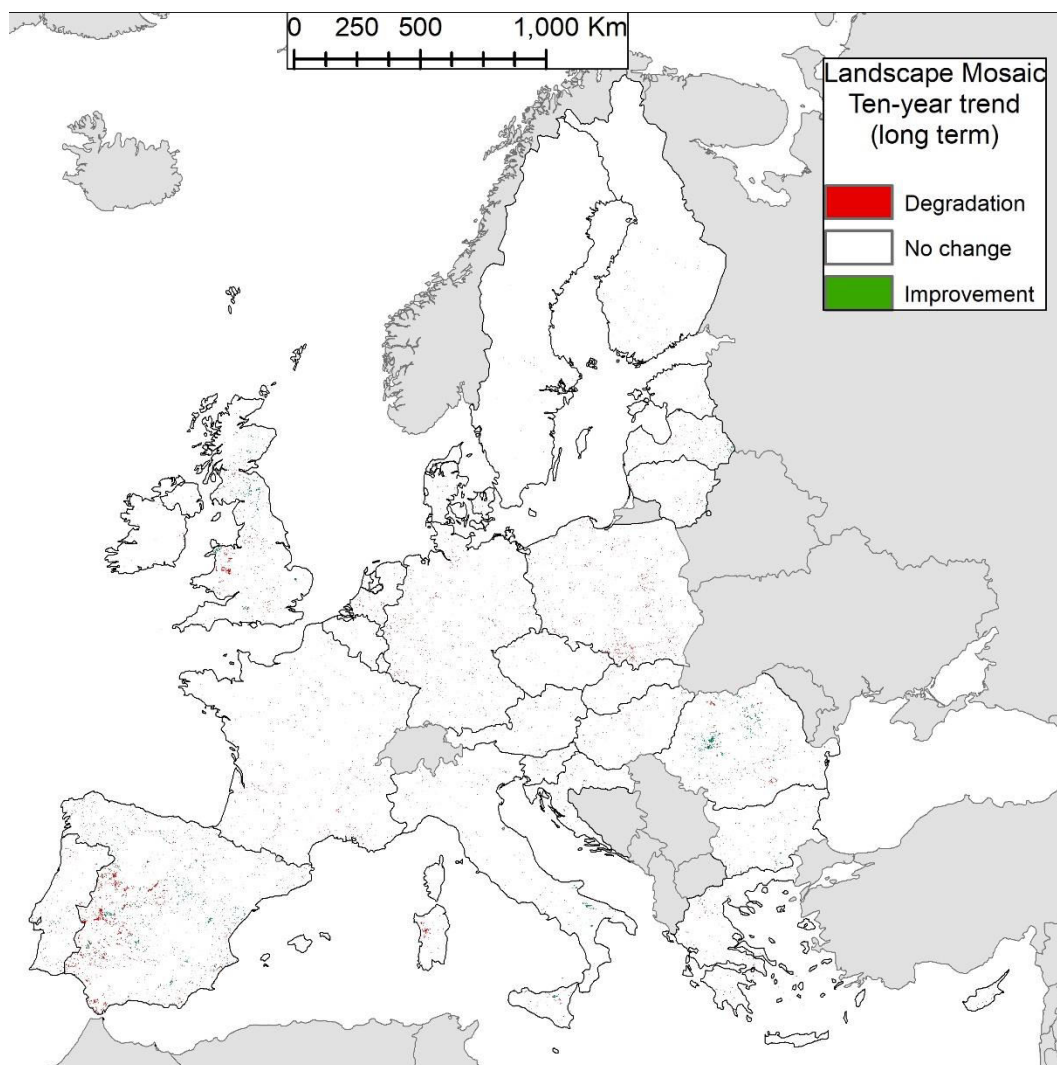 0 250 500 1,000 Km
Landscape Mosaic
Ten-year trend
(long term)
Degradation
No change
Improvement